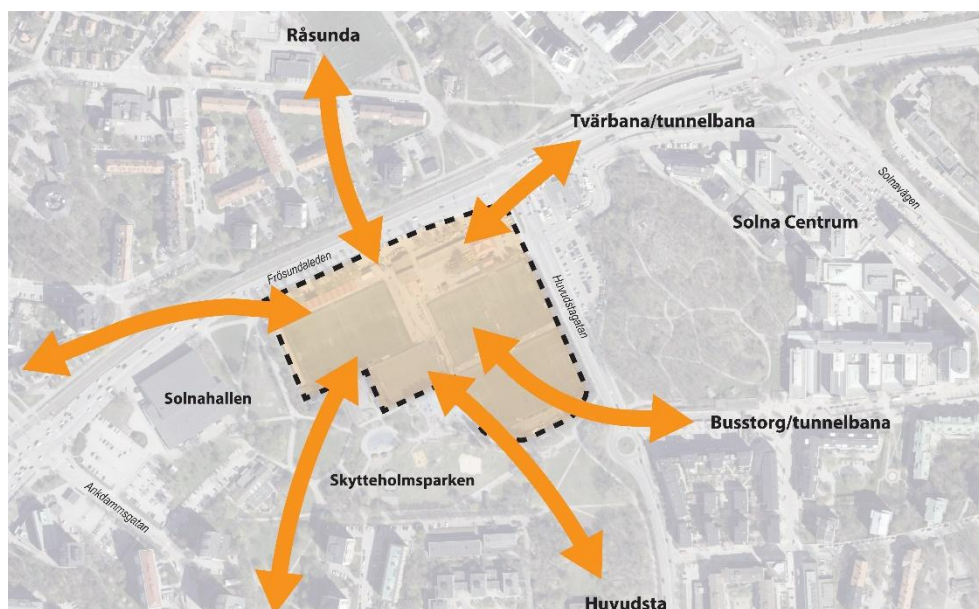 Råsunda
Tvärbana/tunnelbana
Solnavägen
Solna Centrum
Frösundaleden
Huvudstagatan
Solnahallen
Busstorg/tunnelbana
Skytteholmsparken
Ankdammsgatan
Huvudsta